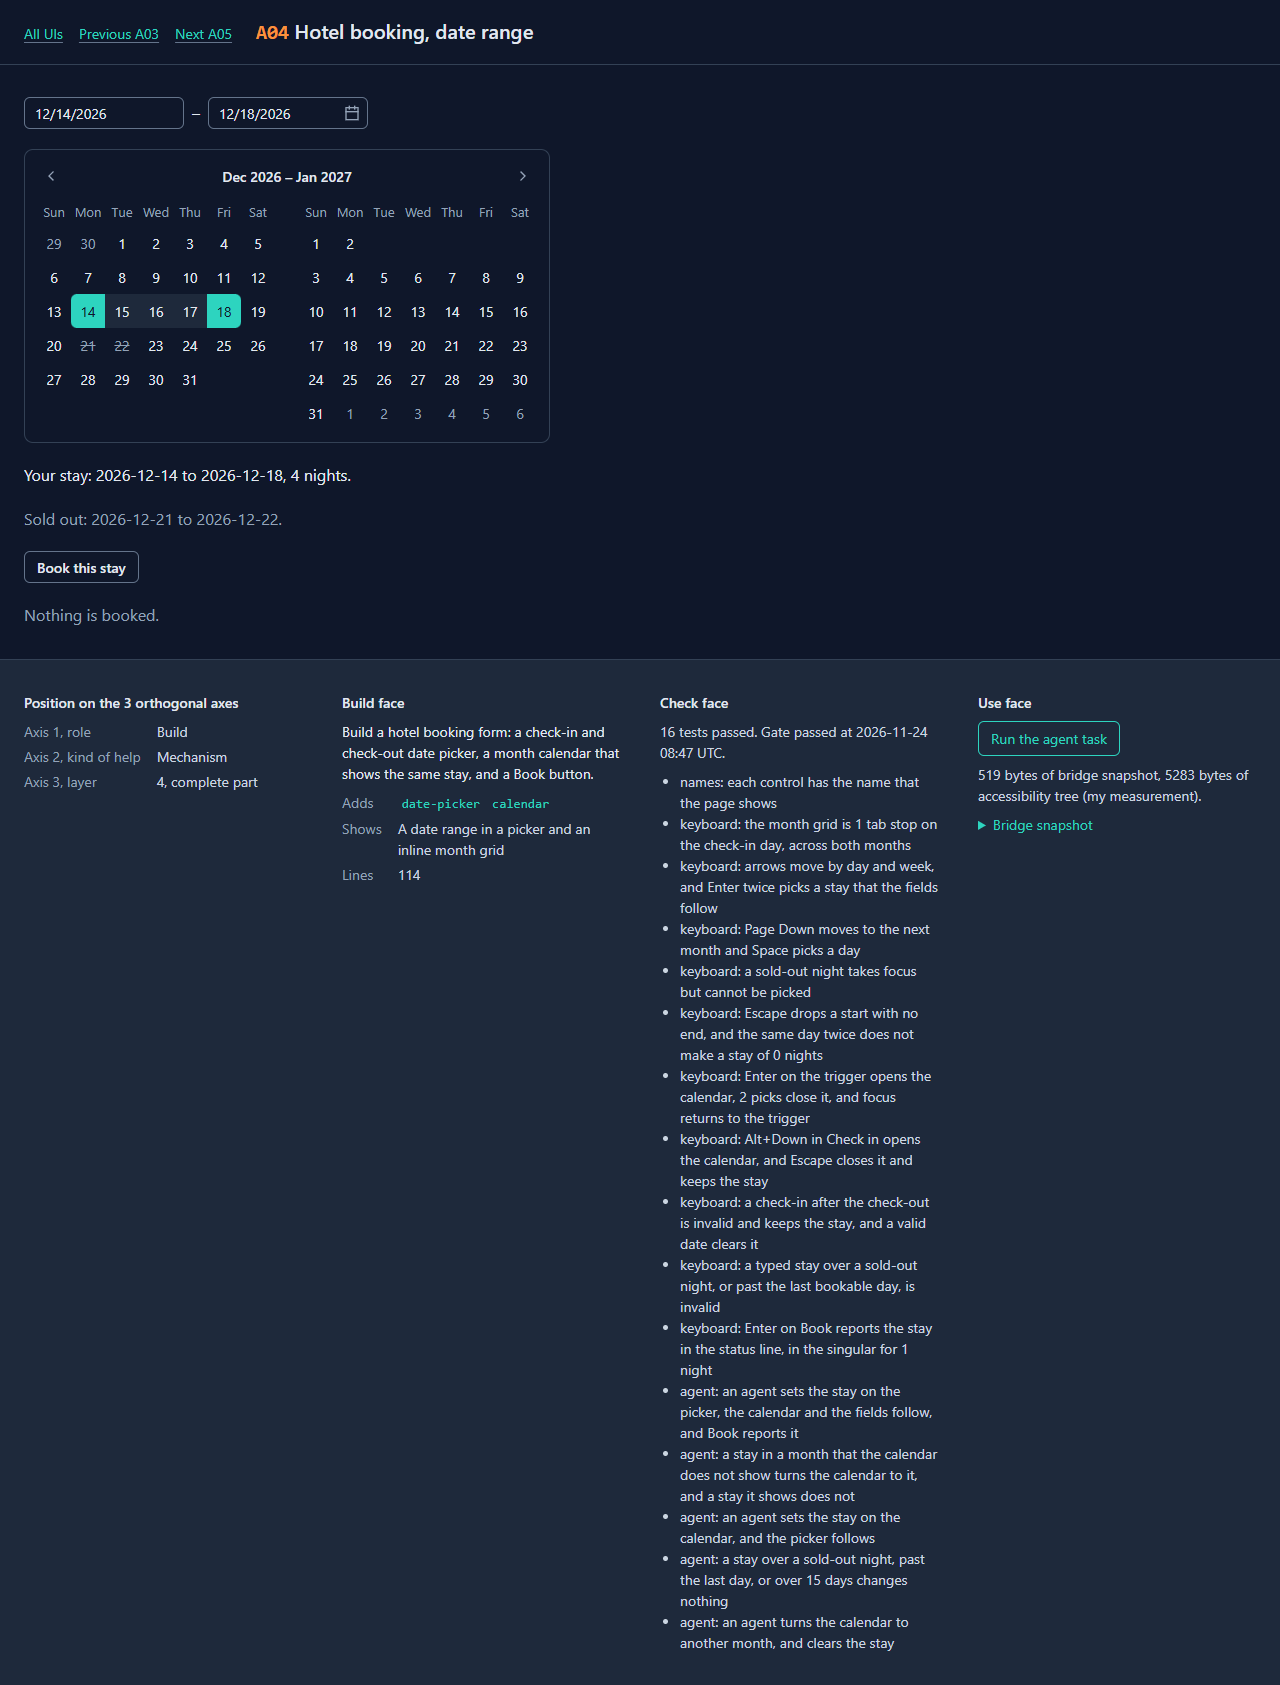 All UIs Previous A03 Next A05 A04 Hotel booking, date range
12/14/2026 – 12/18/2026
Dec 2026 – Jan 2027
Sun Mon Tue Wed Thu Fri Sat Sun Mon Tue Wed Thu Fri Sat
29 30 1 2 3 4 5 1 2
6 7 8 9 10 11 12 3 4 5 6 7 8 9
13 14 15 16 17 18 19 10 11 12 13 14 15 16
20 21 22 23 24 25 26 17 18 19 20 21 22 23
27 28 29 30 31 24 25 26 27 28 29 30
31 1 2 3 4 5 6
Your stay: 2026-12-14 to 2026-12-18, 4 nights.
Sold out: 2026-12-21 to 2026-12-22.
Book this stay
Nothing is booked.
Position on the 3 orthogonal axes
Axis 1, role Build
Axis 2, kind of help Mechanism
Axis 3, layer 4, complete part
Build face
Build a hotel booking form: a check-in and
check-out date picker, a month calendar that
shows the same stay, and a Book button.
Adds date-picker calendar
Shows A date range in a picker and an
inline month grid
Lines 114
Check face
16 tests passed. Gate passed at 2026-11-24
08:47 UTC.
names: each control has the name that
the page shows
keyboard: the month grid is 1 tab stop on
the check-in day, across both months
keyboard: arrows move by day and week,
and Enter twice picks a stay that the fields
follow
keyboard: Page Down moves to the next
month and Space picks a day
keyboard: a sold-out night takes focus
but cannot be picked
keyboard: Escape drops a start with no
end, and the same day twice does not
make a stay of 0 nights
keyboard: Enter on the trigger opens the
calendar, 2 picks close it, and focus
returns to the trigger
keyboard: Alt+Down in Check in opens
the calendar, and Escape closes it and
keeps the stay
keyboard: a check-in after the check-out
is invalid and keeps the stay, and a valid
date clears it
keyboard: a typed stay over a sold-out
night, or past the last bookable day, is
invalid
keyboard: Enter on Book reports the stay
in the status line, in the singular for 1
night
agent: an agent sets the stay on the
picker, the calendar and the fields follow,
and Book reports it
agent: a stay in a month that the calendar
does not show turns the calendar to it,
and a stay it shows does not
agent: an agent sets the stay on the
calendar, and the picker follows
agent: a stay over a sold-out night, past
the last day, or over 15 days changes
nothing
agent: an agent turns the calendar to
another month, and clears the stay
Use face
Run the agent task
519 bytes of bridge snapshot, 5283 bytes of
accessibility tree (my measurement).
Bridge snapshot